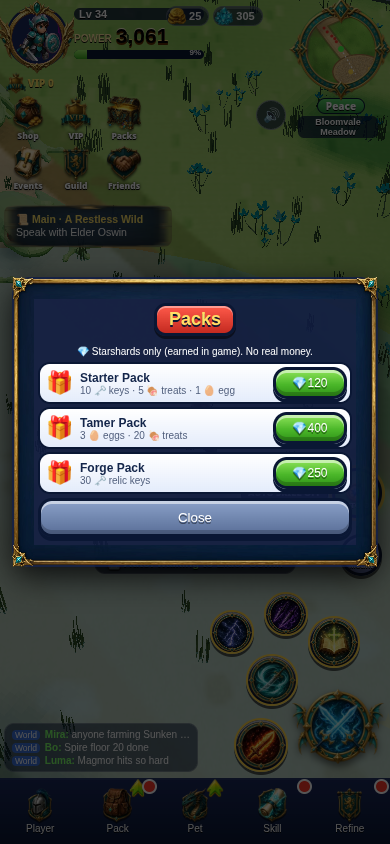 Lv 34
25
305
POWER 3,061
9%
VIP 0
Shop
VIP
Packs
Peace
Bloomvale
Meadow
Events
Guild
Friends
Main · A Restless Wild
Speak with Elder Oswin
Packs
Starshards only (earned in game). No real money.
Starter Pack
10 keys · 5 treats · 1 egg
120
Tamer Pack
3 eggs · 20 treats
400
Forge Pack
30 relic keys
250
Close
World Mira: anyone farming Sunken ...
World Bo: Spire floor 20 done
World Luma: Magmor hits so hard
Player
Pack
Pet
Skill
Refine